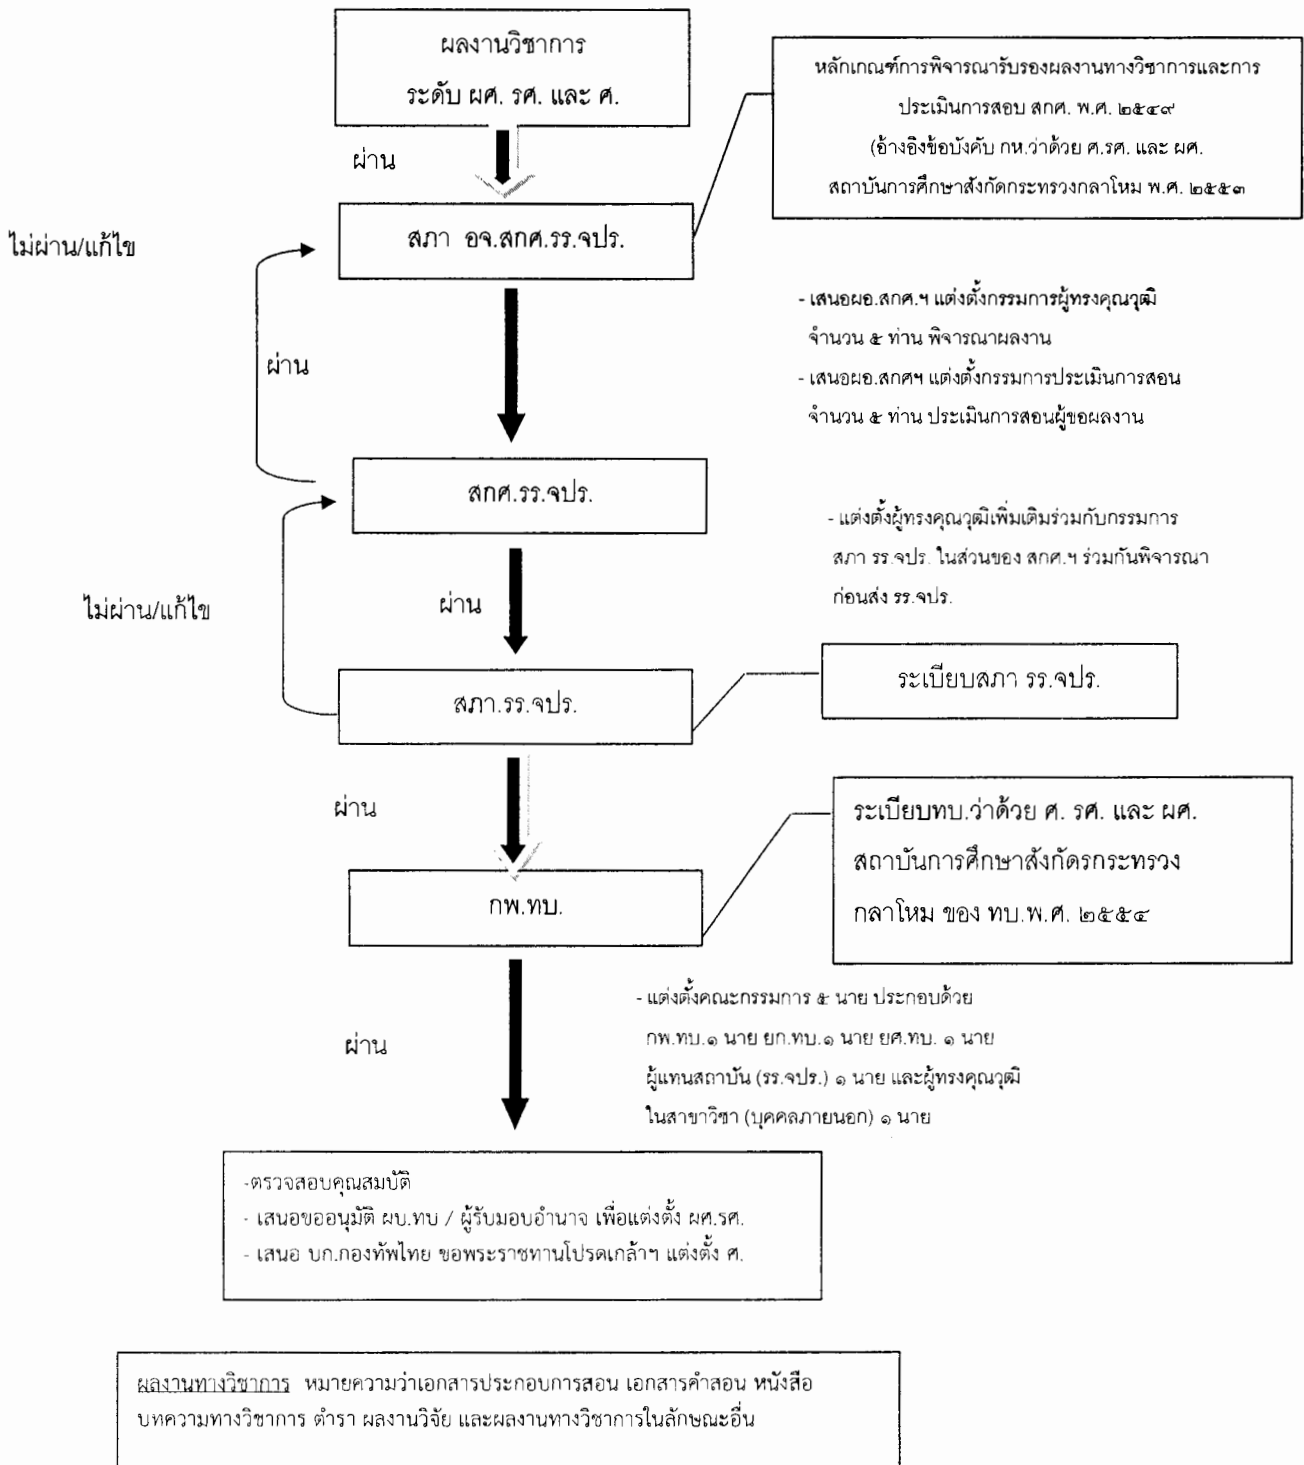 ผลงานวิชาการ
ระดับ ผศ. รศ. และ ศ.
หลักเกณฑ์การพิจารณารับรองผลงานทางวิชาการและการ
ประเมินการสอบ สกศ. พ.ศ. ๒๕๔๙
(อ้างอิงข้อบังคับ กห.ว่าด้วย ศ.รศ. และ ผศ.
สถาบันการศึกษาสังกัดกระทรวงกลาโหม พ.ศ. ๒๕๕๓
ผ่าน
สภา อจ.สกศ.รร.จปร.
ไม่ผ่าน/แก้ไข
- เสนอผอ.สกศ.ฯ แต่งตั้งกรรมการผู้ทรงคุณวุฒิ
จำนวน ๕ ท่าน พิจารณาผลงาน
- เสนอผอ.สกศฯ แต่งตั้งกรรมการประเมินการสอน
จำนวน ๕ ท่าน ประเมินการสอนผู้ขอผลงาน
ผ่าน
สกศ.รร.จปร.
- แต่งตั้งผู้ทรงคุณวุฒิเพิ่มเติมร่วมกับกรรมการ
สภา รร.จปร. ในส่วนของ สกศ.ฯ ร่วมกันพิจารณา
ก่อนส่ง รร.จปร.
ไม่ผ่าน/แก้ไข
ผ่าน
สภา.รร.จปร.
ระเบียบสภา รร.จปร.
ผ่าน
ระเบียบทบ.ว่าด้วย ศ. รศ. และ ผศ.
สถาบันการศึกษาสังกัดรกระทรวง
กลาโหม ของ ทบ.พ.ศ. ๒๕๕๔
กพ.ทบ.
- แต่งตั้งคณะกรรมการ ๕ นาย ประกอบด้วย
กพ.ทบ.๑ นาย ยก.ทบ.๑ นาย ยศ.ทบ. ๑ นาย
ผู้แทนสถาบัน (รร.จปร.) ๑ นาย และผู้ทรงคุณวุฒิ
ในสาขาวิชา (บุคคลภายนอก) ๑ นาย
ผ่าน
-ตรวจสอบคุณสมบัติ
- เสนอขออนุมัติ ผบ.ทบ / ผู้รับมอบอำนาจ เพื่อแต่งตั้ง ผศ.รศ.
- เสนอ บก.กองทัพไทย ขอพระราชทานโปรดเกล้าฯ แต่งตั้ง ศ.
ผลงานทางวิชาการ หมายความว่าเอกสารประกอบการสอน เอกสารคำสอน หนังสือ
บทความทางวิชาการ ตำรา ผลงานวิจัย และผลงานทางวิชาการในลักษณะอื่น